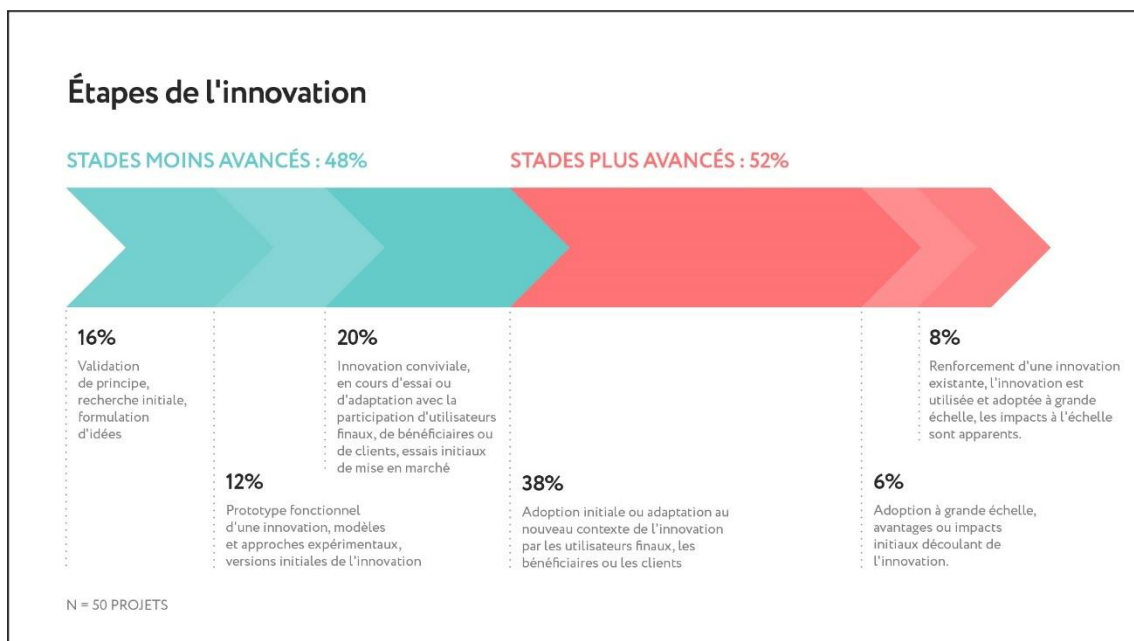 Étapes de l'innovation
STADES MOINS AVANCÉS : 48%
STADES PLUS AVANCÉS : 52%
16%
Validation
de principe,
recherche initiale,
formulation
d'idées
12%
Prototype fonctionnel
d'une innovation, modèles
et approches expérimentaux,
versions initiales de l'innovation
20%
Innovation conviviale,
en cours d'essai ou
d'adaptation avec la
participation d'utilisateurs
finaux, de bénéficiaires ou
de clients, essais initiaux
de mise en marché
38%
Adoption initiale ou adaptation au
nouveau contexte de l'innovation
par les utilisateurs finaux, les
bénéficiaires ou les clients
6%
Adoption à grande échelle,
avantages ou impacts
initiaux découlant de
l'innovation.
8%
Renforcement d'une innovation
existante, l'innovation est
utilisée et adoptée à grande
échelle, les impacts à l'échelle
sont apparents.
N = 50 PROJETS